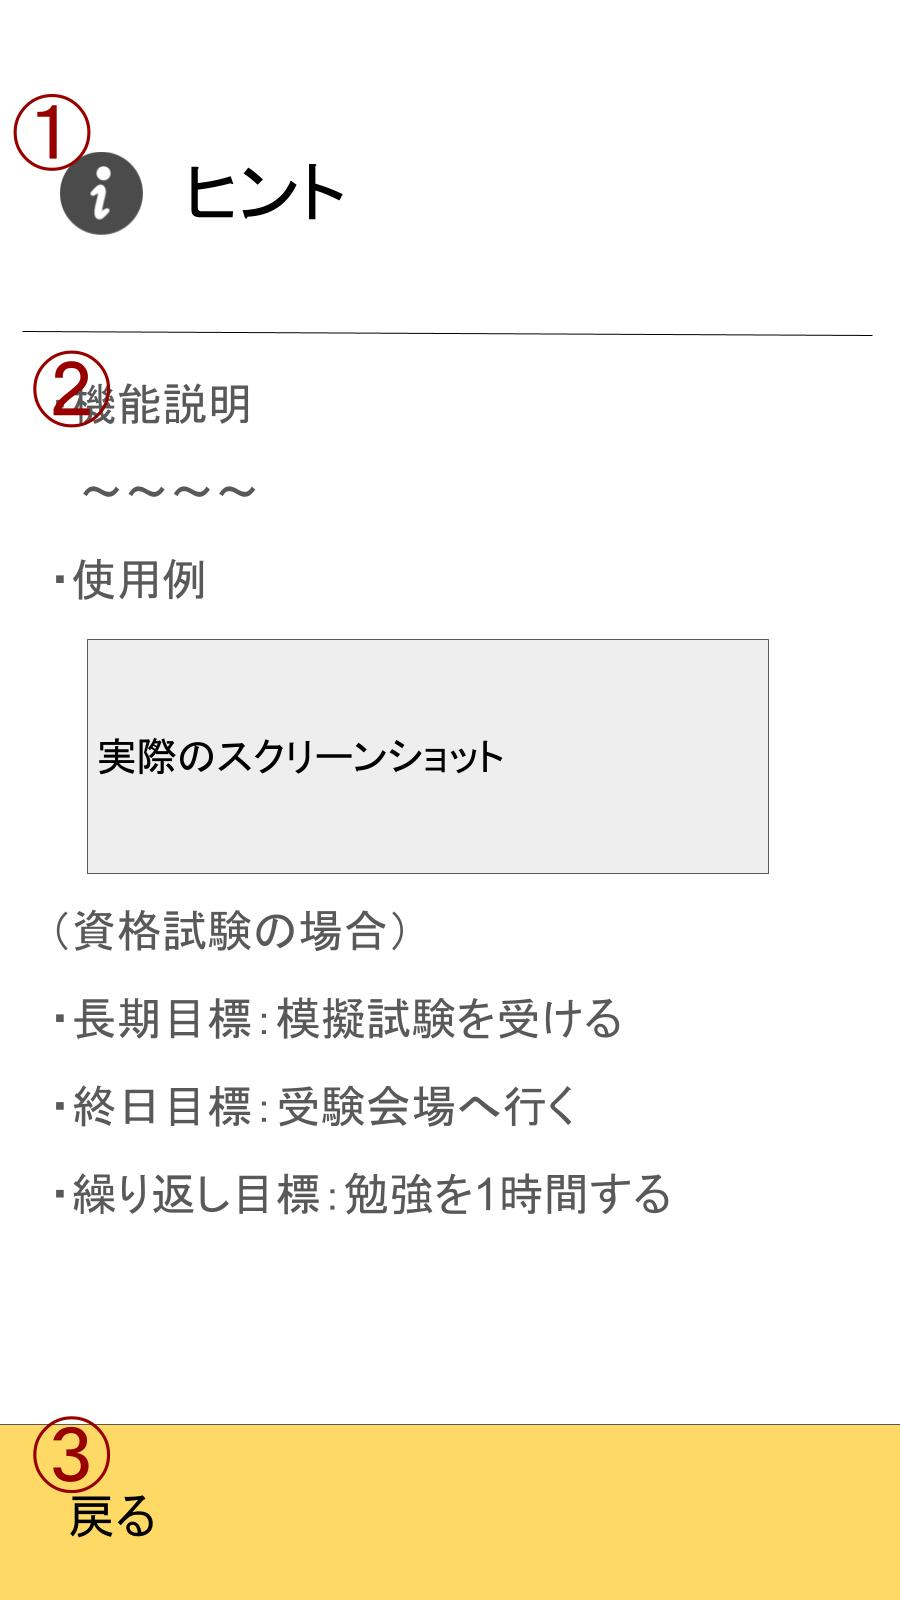 ①
i ヒント
②
・機能説明
～～～～
・使用例
実際のスクリーンショット
（資格試験の場合）
・長期目標：模擬試験を受ける
・終日目標：受験会場へ行く
・繰り返し目標：勉強を1時間する
③
戻る